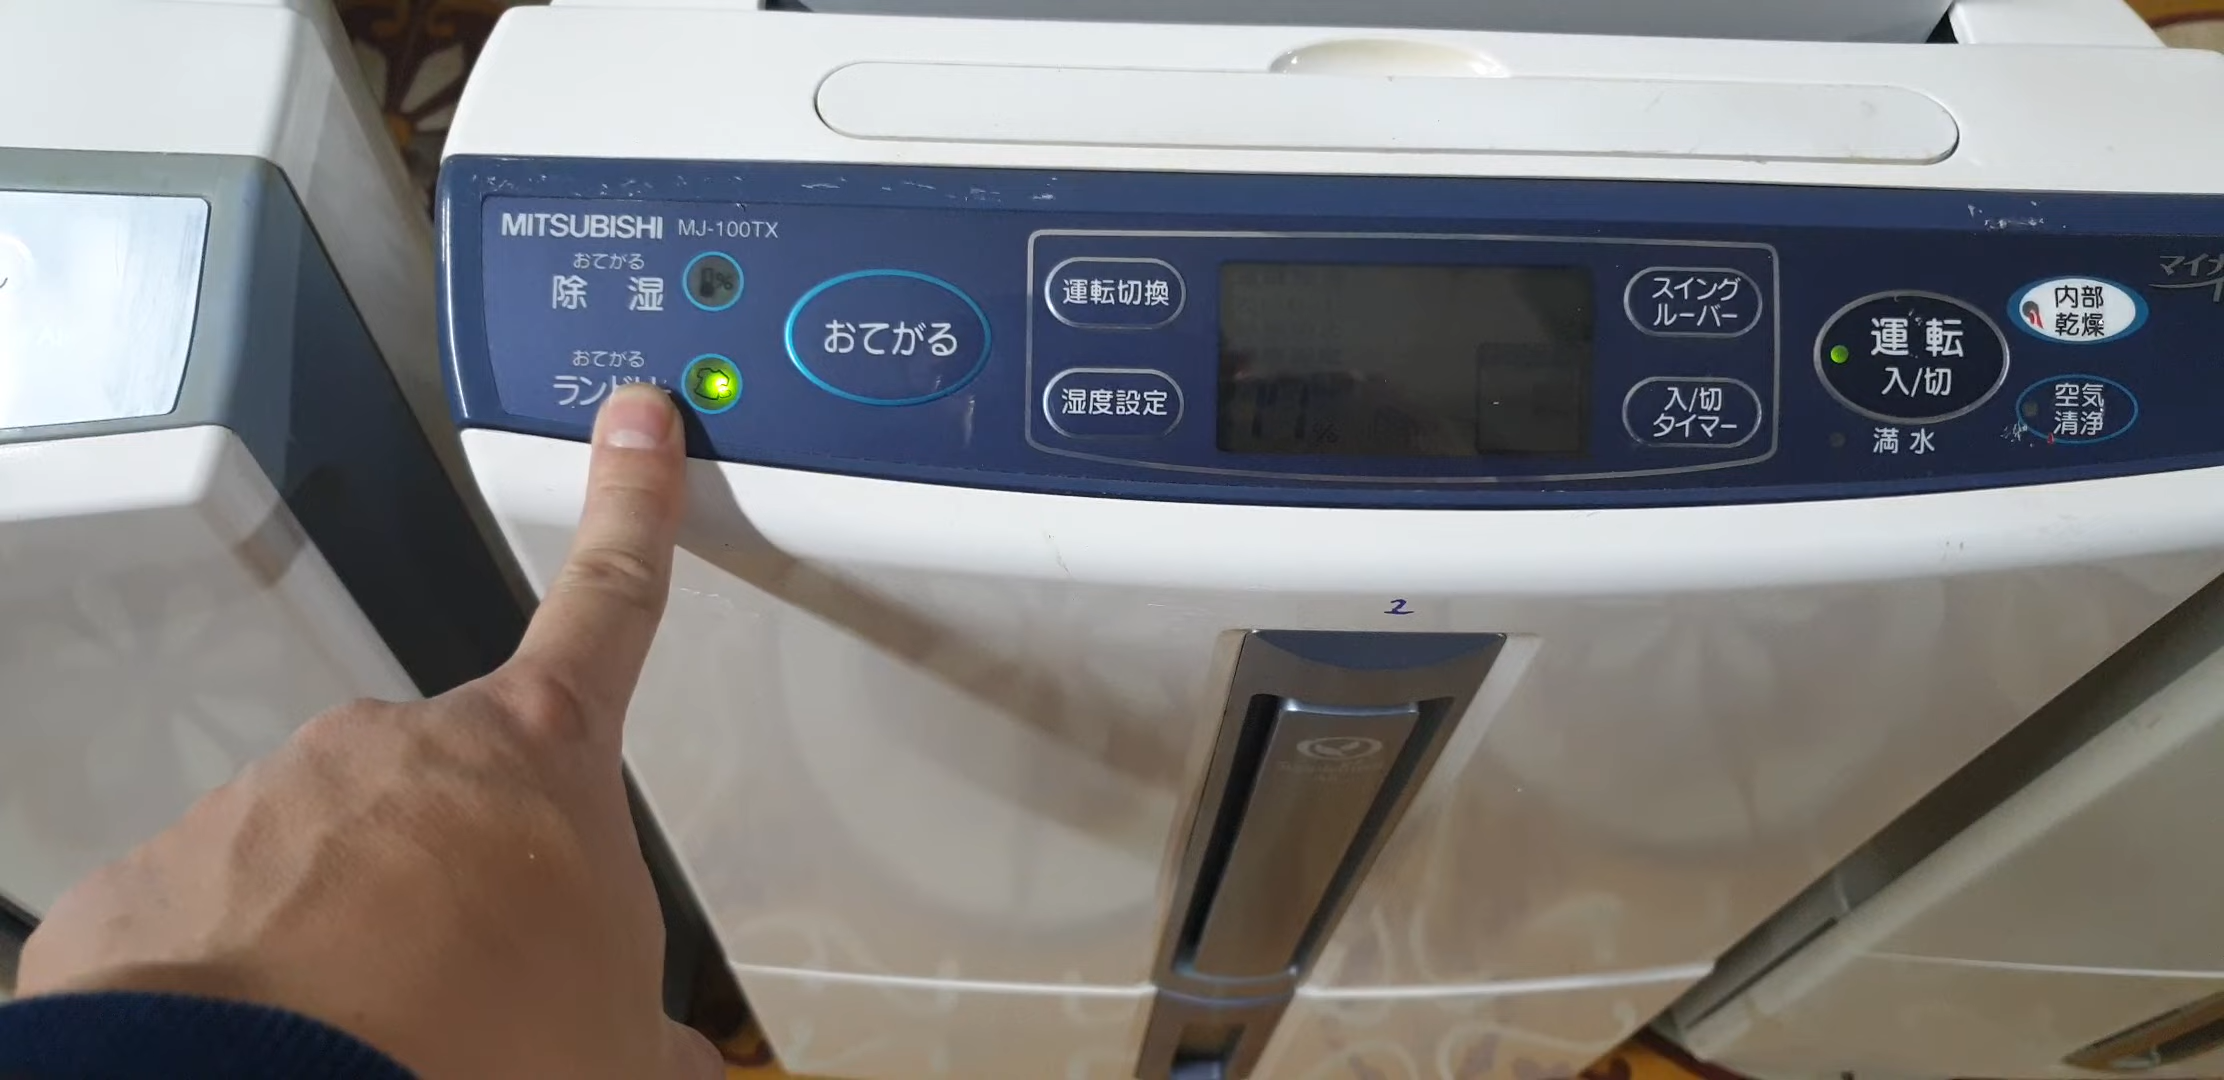 MITSUBISHI MJ-100TX
おてがる
除 湿
%
おてがる
おてがる
運転切換
湿度設定
%
スイング
ルーバー
入/切
タイマー
運 転
入/切
満 水
内部
乾燥
空気
清浄
2